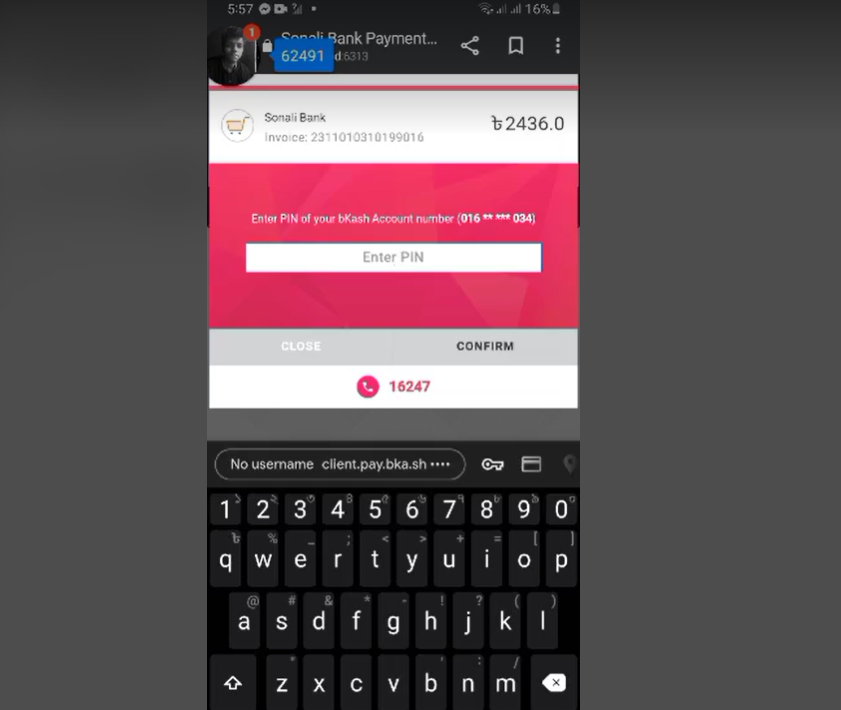 5:57 16%
1
Sonali Bank Payment...
62491 d:6313
Sonali Bank
Invoice: 2311010310199016
৳2436.0
Enter PIN of your bKash Account number (016 ** *** 034)
Enter PIN
CLOSE CONFIRM
16247
No username client.pay.bka.sh ••••
1 2 3 4 5 6 7 8 9 0
৳ % _ ; < > + = [ ]
q w e r t y u i o p
@ # & * - ! ? ( )
a s d f g h j k l
" ' : /
z x c v b n m